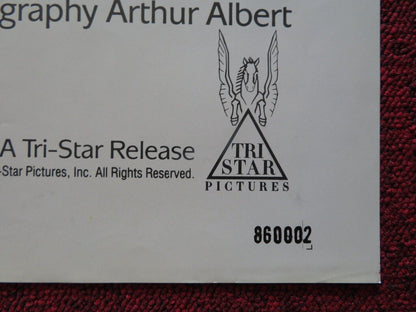 graphy Arthur Albert
A Tri-Star Release
-Star Pictures, Inc. All Rights Reserved.
TRI
STAR
PICTURES
860002